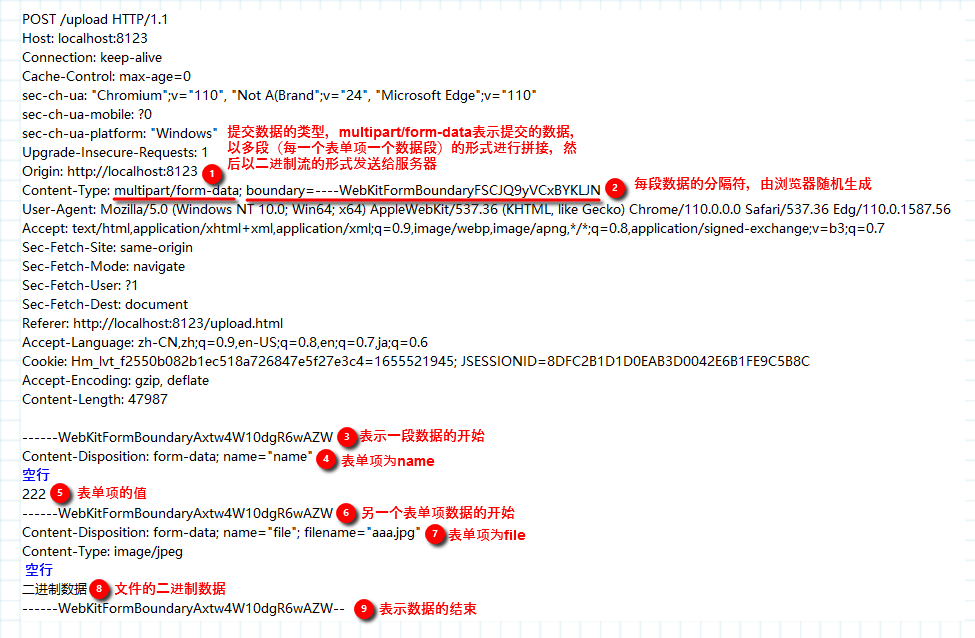 POST /upload HTTP/1.1
Host: localhost:8123
Connection: keep-alive
Cache-Control: max-age=0
sec-ch-ua: "Chromium";v="110", "Not A(Brand";v="24", "Microsoft Edge";v="110"
sec-ch-ua-mobile: ?0
sec-ch-ua-platform: "Windows"
提交数据的类型，multipart/form-data表示提交的数据，
以多段（每一个表单项一个数据段）的形式进行拼接，然
后以二进制流的形式发送给服务器
Upgrade-Insecure-Requests: 1
Origin: http://localhost:8123 1
Content-Type: multipart/form-data; boundary=----WebKitFormBoundaryFSCJQ9yVCxBYKLJN 2 每段数据的分隔符，由浏览器随机生成
User-Agent: Mozilla/5.0 (Windows NT 10.0; Win64; x64) AppleWebKit/537.36 (KHTML, like Gecko) Chrome/110.0.0.0 Safari/537.36 Edg/110.0.1587.56
Accept: text/html,application/xhtml+xml,application/xml;q=0.9,image/webp,image/apng,*/*;q=0.8,application/signed-exchange;v=b3;q=0.7
Sec-Fetch-Site: same-origin
Sec-Fetch-Mode: navigate
Sec-Fetch-User: ?1
Sec-Fetch-Dest: document
Referer: http://localhost:8123/upload.html
Accept-Language: zh-CN,zh;q=0.9,en-US;q=0.8,en;q=0.7,ja;q=0.6
Cookie: Hm_lvt_f2550b082b1ec518a726847e5f27e3c4=1655521945; JSESSIONID=8DFC2B1D1D0EAB3D0042E6B1FE9C5B8C
Accept-Encoding: gzip, deflate
Content-Length: 47987
------WebKitFormBoundaryAxtw4W10dgR6wAZW 3 表示一段数据的开始
Content-Disposition: form-data; name="name" 4 表单项为name
空行
222 5 表单项的值
------WebKitFormBoundaryAxtw4W10dgR6wAZW 6 另一个表单项数据的开始
Content-Disposition: form-data; name="file"; filename="aaa.jpg" 7 表单项为file
Content-Type: image/jpeg
空行
二进制数据 8 文件的二进制数据
------WebKitFormBoundaryAxtw4W10dgR6wAZW-- 9 表示数据的结束